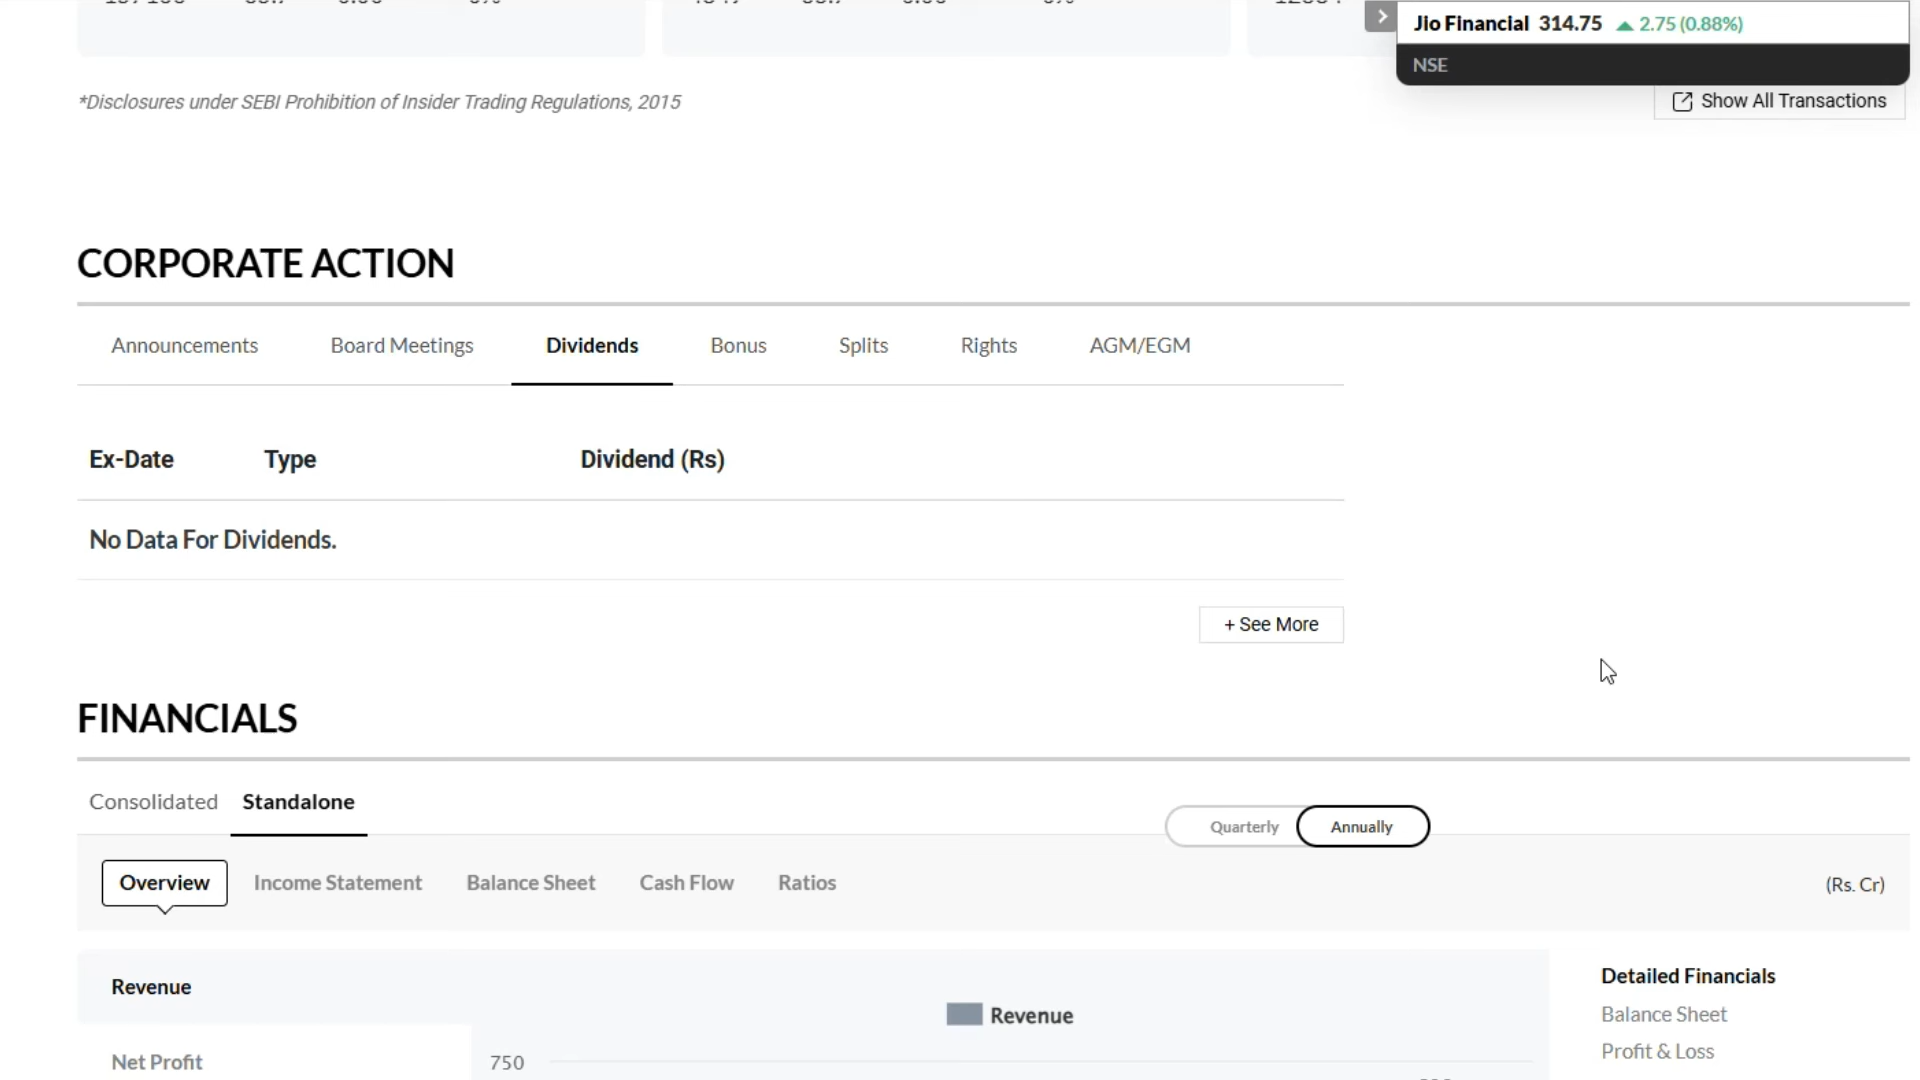 Jio Financial 314.75 2.75 (0.88%)
NSE
*Disclosures under SEBI Prohibition of Insider Trading Regulations, 2015
Show All Transactions
CORPORATE ACTION
Announcements Board Meetings Dividends Bonus Splits Rights AGM/EGM
Ex-Date Type Dividend (Rs)
No Data For Dividends.
+ See More
FINANCIALS
Consolidated Standalone
Quarterly Annually
Overview Income Statement Balance Sheet Cash Flow Ratios
(Rs. Cr)
Revenue
Revenue
Detailed Financials
Balance Sheet
Profit & Loss
Net Profit
750